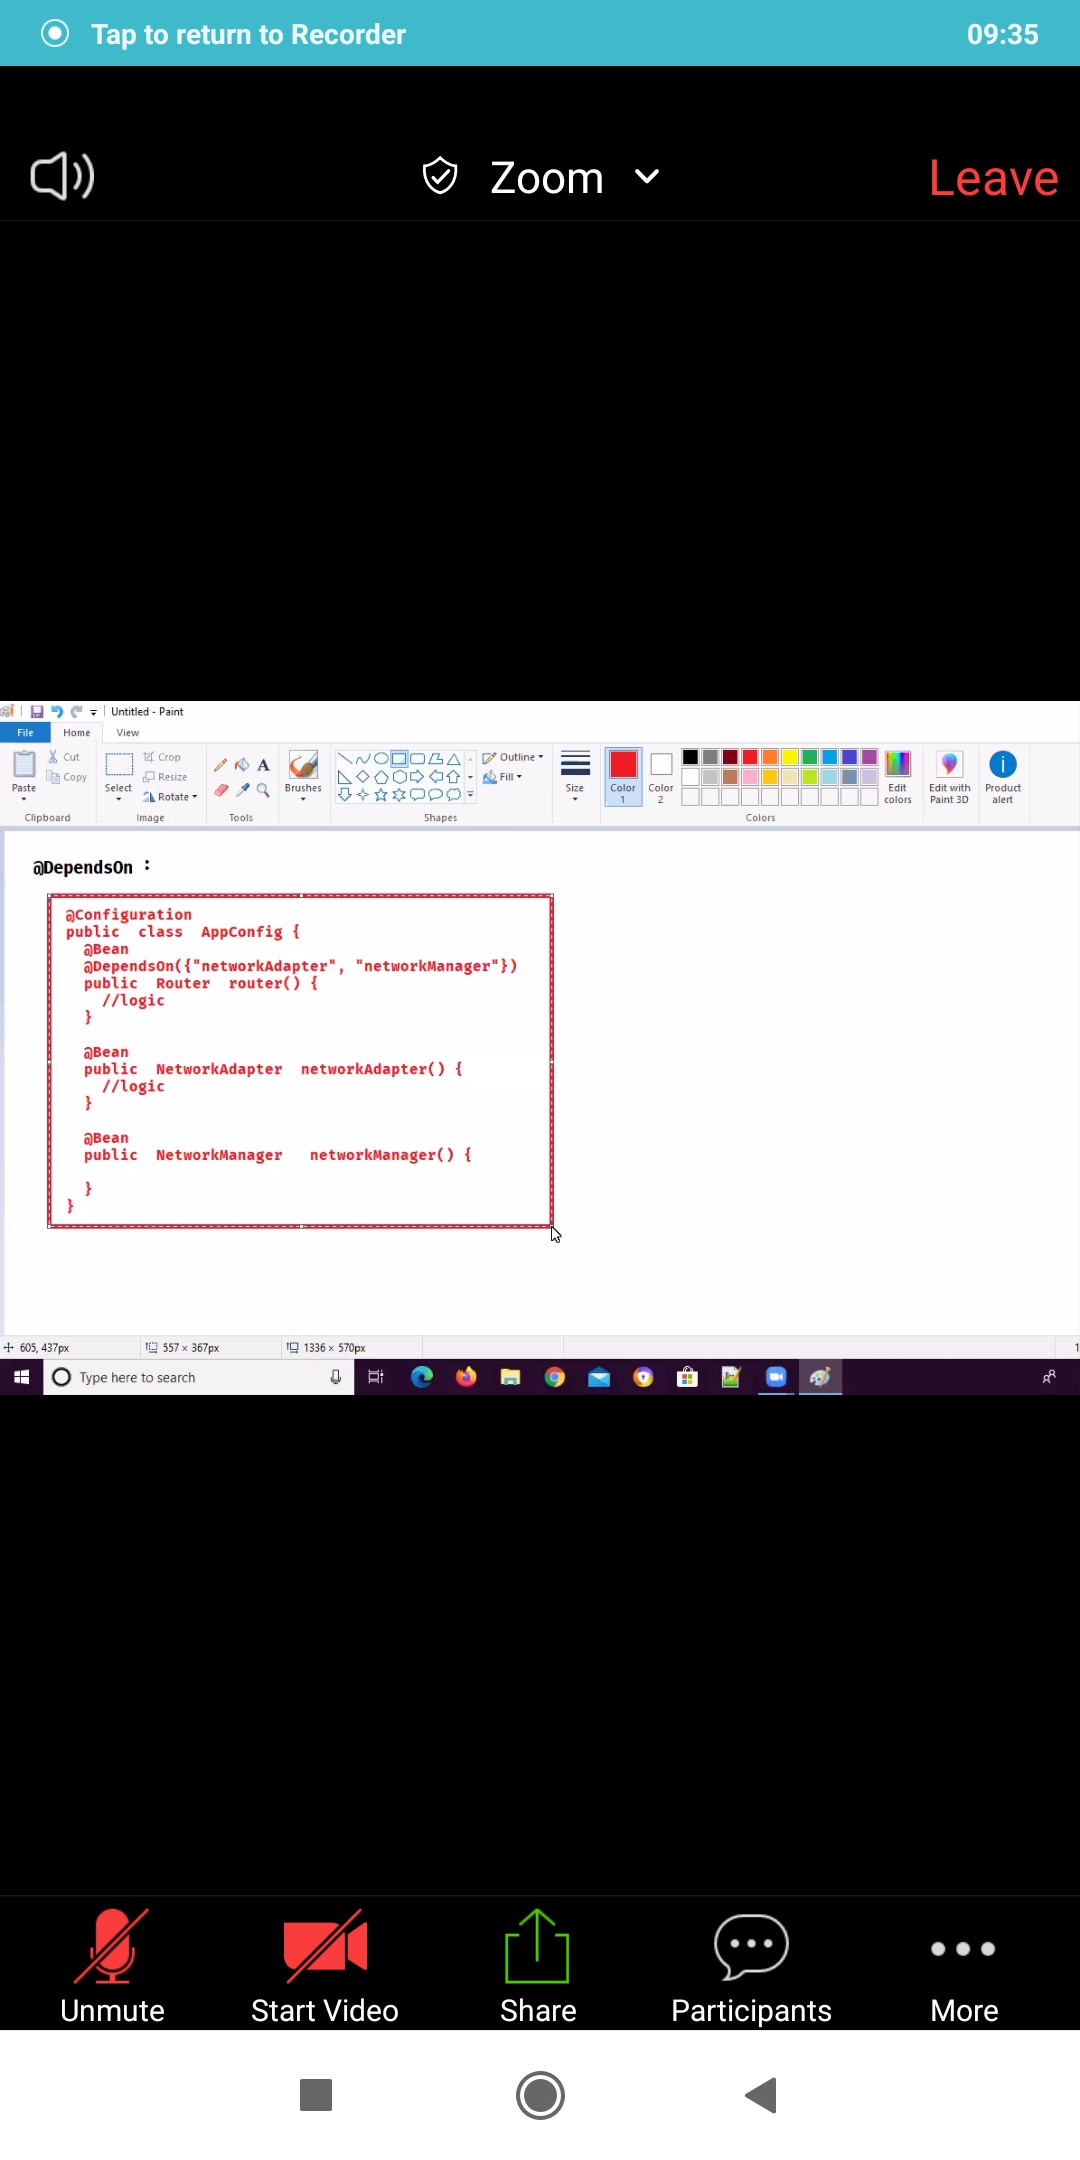 Tap to return to Recorder
09:35
Zoom
Leave
Untitled - Paint
File
Home
View
Paste
Cut
Copy
Clipboard
Select
Crop
Resize
Rotate
Image
A
Tools
Brushes
Shapes
Outline
Fill
Size
Color
1
Color
2
Colors
Edit
colors
Edit with
Paint 3D
Product
alert
@DependsOn :
@Configuration
public class AppConfig {
@Bean
@DependsOn({"networkAdapter", "networkManager"})
public Router router() {
//logic
}
@Bean
public NetworkAdapter networkAdapter() {
//logic
}
@Bean
public NetworkManager networkManager() {
}
}
605, 437px
557 × 367px
1336 × 570px
1
Type here to search
Unmute
Start Video
Share
Participants
More